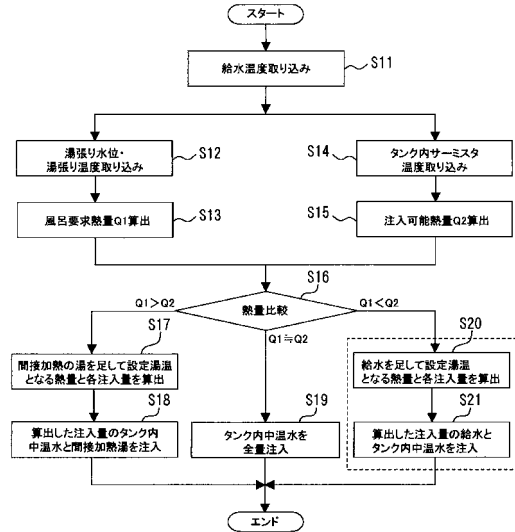 スタート
給水温度取り込み
S11
湯張り水位・
湯張り温度取り込み
S12
タンク内サーミスタ
温度取り込み
S14
風呂要求熱量Q1算出
S13
注入可能熱量Q2算出
S15
熱量比較
S16
Q1>Q2
Q1≒Q2
Q1<Q2
間接加熱の湯を足して設定湯温
となる熱量と各注入量を算出
S17
給水を足して設定湯温
となる熱量と各注入量を算出
S20
算出した注入量のタンク内
中温水と間接加熱湯を注入
S18
タンク内中温水を
全量注入
S19
算出した注入量の給水と
タンク内中温水を注入
S21
エンド